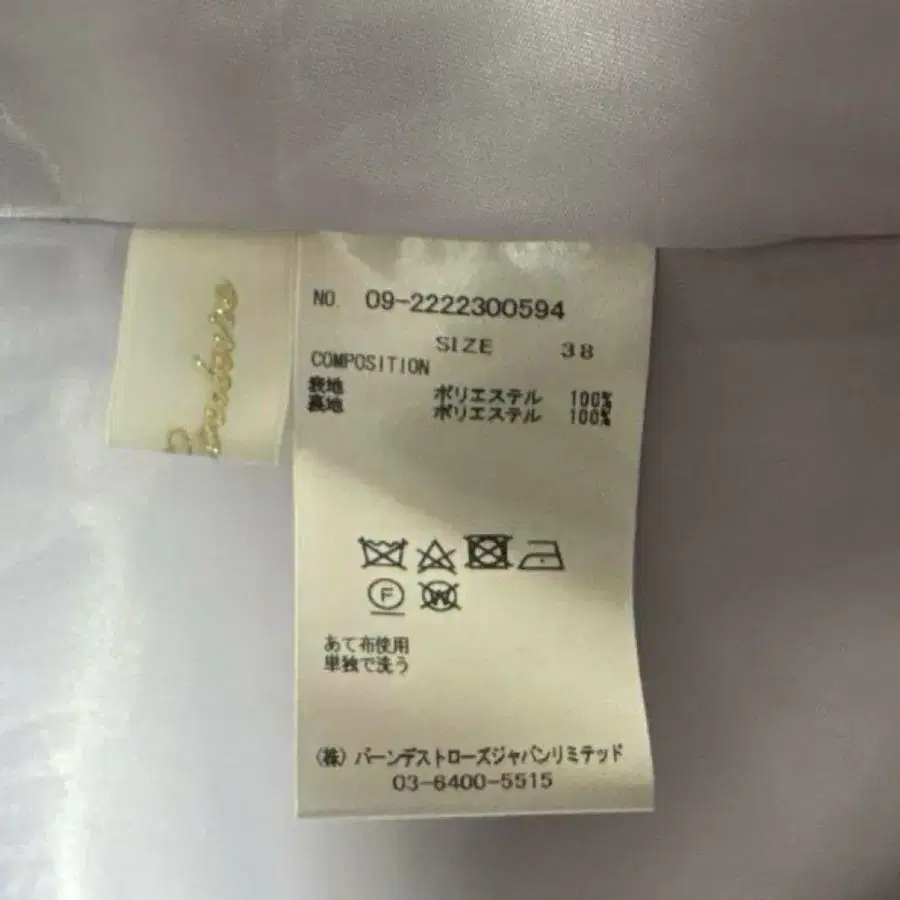 NO. 09-2222300594
SIZE 38
COMPOSITION
表地 ポリエステル 100%
裏地 ポリエステル 100%
F
W
あて布使用
単独で洗う
(株) バーンデストローズジャパンリミテッド
03-6400-5515